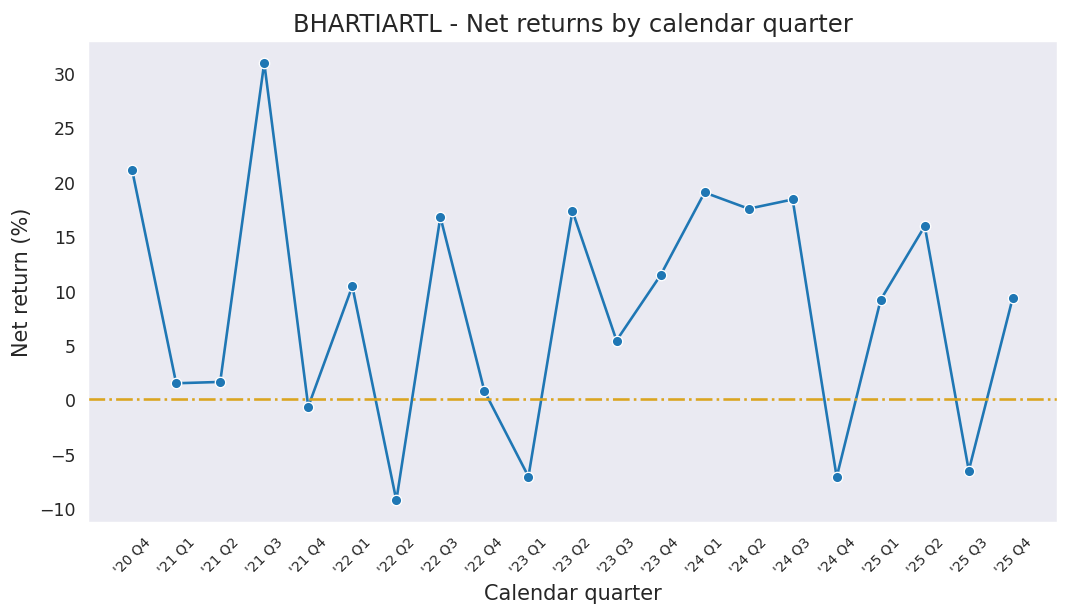 BHARTIARTL - Net returns by calendar quarter
Net return (%)
30
25
20
15
10
5
0
−5
−10
'20 Q4
'21 Q1
'21 Q2
'21 Q3
'21 Q4
'22 Q1
'22 Q2
'22 Q3
'22 Q4
'23 Q1
'23 Q2
'23 Q3
'23 Q4
'24 Q1
'24 Q2
'24 Q3
'24 Q4
'25 Q1
'25 Q2
'25 Q3
'25 Q4
Calendar quarter